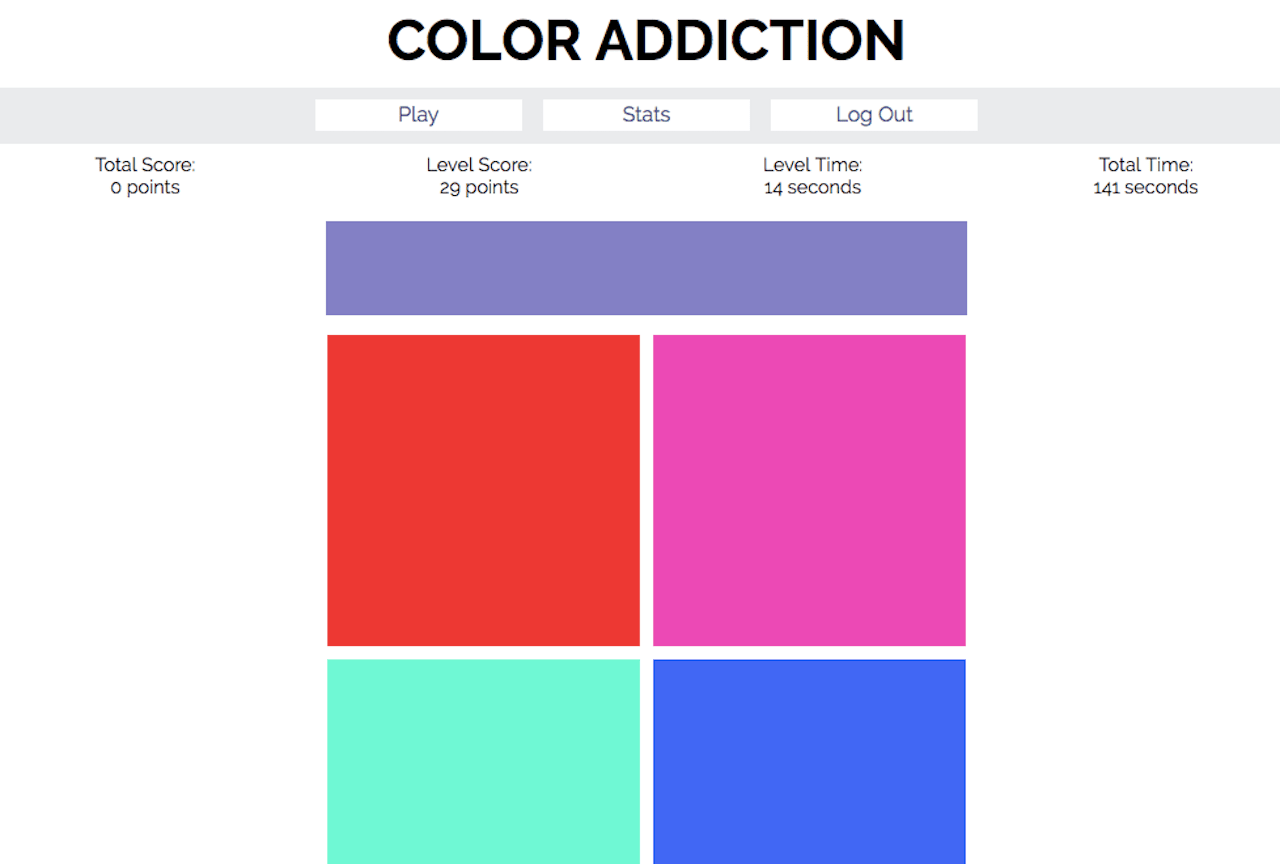 COLOR ADDICTION
Play Stats Log Out
Total Score: Level Score: Level Time: Total Time:
0 points 29 points 14 seconds 141 seconds